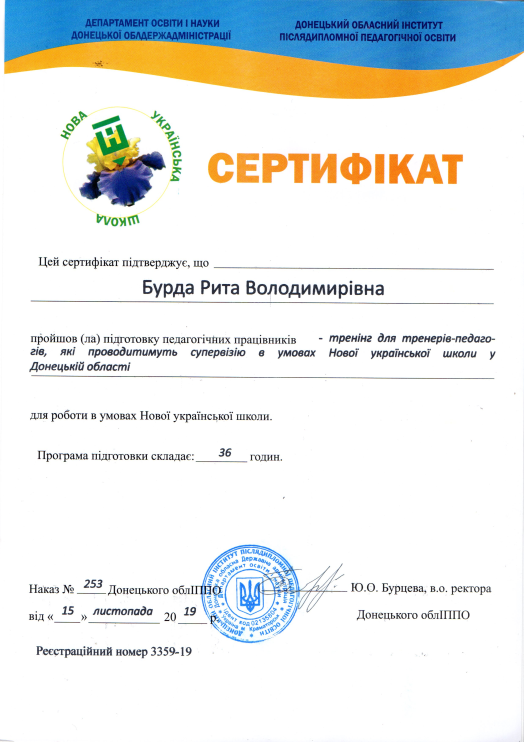 ДЕПАРТАМЕНТ ОСВІТИ І НАУКИ
ДОНЕЦЬКОЇ ОБЛДЕРЖАДМІНІСТРАЦІЇ
ДОНЕЦЬКИЙ ОБЛАСНИЙ ІНСТИТУТ
ПІСЛЯДИПЛОМНОЇ ПЕДАГОГІЧНОЇ ОСВІТИ
НОВА УКРАЇНСЬКА ШКОЛА
СЕРТИФІКАТ
Цей сертифікат підтверджує, що
Бурда Рита Володимирівна
пройшов (ла) підготовку педагогічних працівників - тренінг для тренерів-педаго-
гів, які проводитимуть супервізію в умовах Нової української школи у
Донецькій області
для роботи в умовах Нової української школи.
Програма підготовки складає: 36 годин.
Наказ № 253 Донецького облІППО
Ю.О. Бурцева, в.о. ректора
від « 15 » листопада 20 19 р.
Донецького облІППО
Реєстраційний номер 3359-19